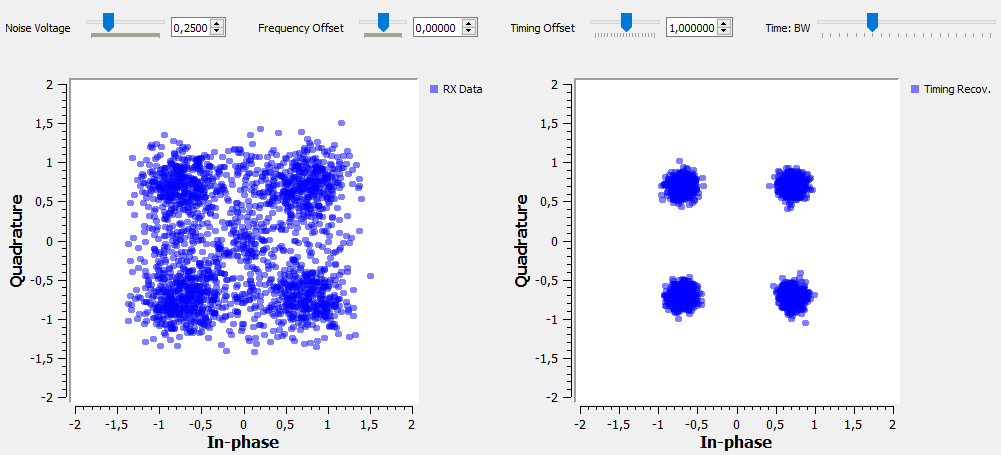 Noise Voltage 0,2500 Frequency Offset 0,00000 Timing Offset 1,000000 Time: BW
RX Data
2
1,5
1
0,5
0
-0,5
-1
-1,5
-2
Quadrature
-2 -1,5 -1 -0,5 0 0,5 1 1,5 2
In-phase
Timing Recov.
2
1,5
1
0,5
0
-0,5
-1
-1,5
-2
Quadrature
-2 -1,5 -1 -0,5 0 0,5 1 1,5 2
In-phase